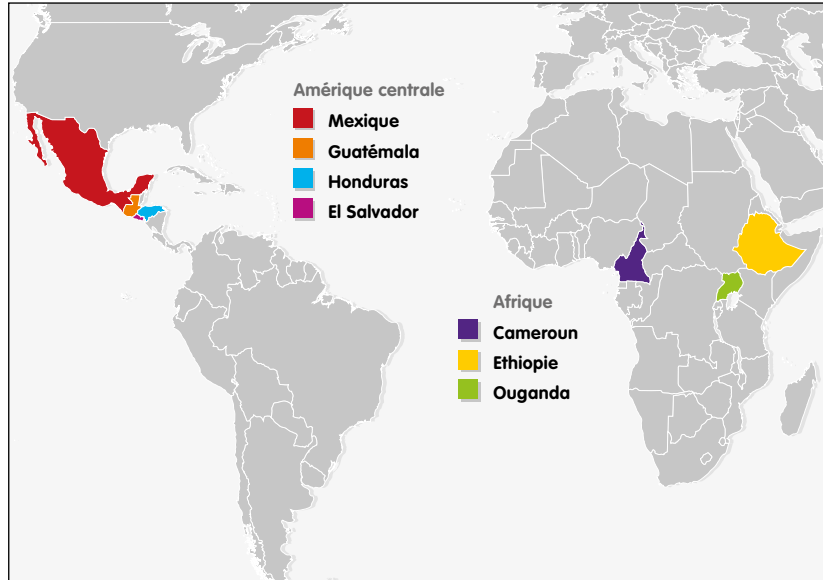 Amérique centrale
Mexique
Guatémala
Honduras
El Salvador
Afrique
Cameroun
Ethiopie
Ouganda